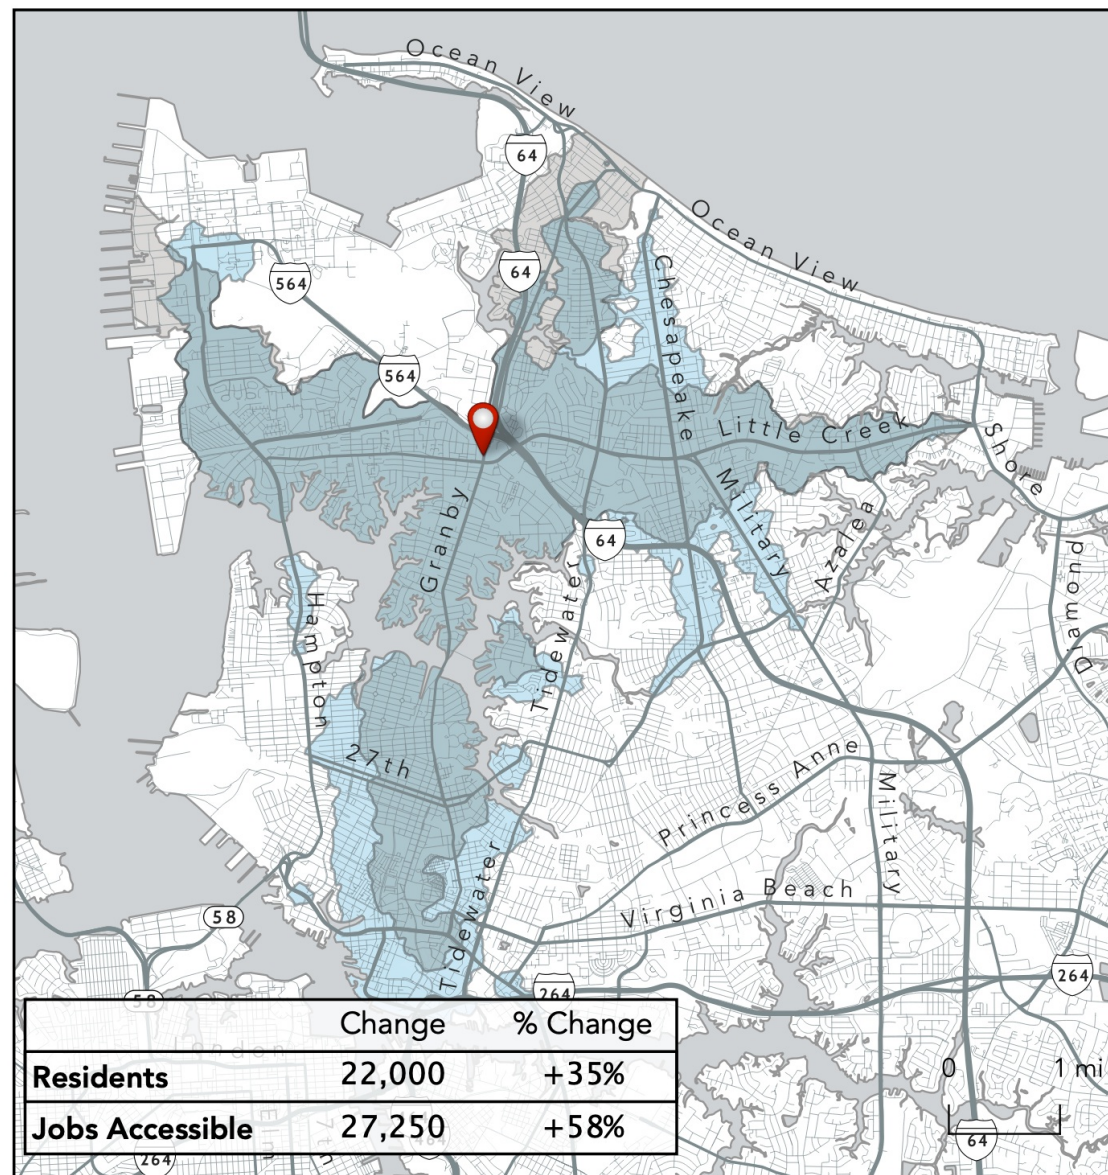 Ocean View
64
Ocean View
64
564
Chesapeake
564
Little Creek
Shore
Military
Granby
Azalea
64
Diamond
Tidewater
Hampton
27th
Princess Anne
Military
Tidewater
Virginia Beach
58
264
264
58
Change % Change
London
0 1 mi
Residents 22,000 +35%
Jobs Accessible 27,250 +58%
64
464
264